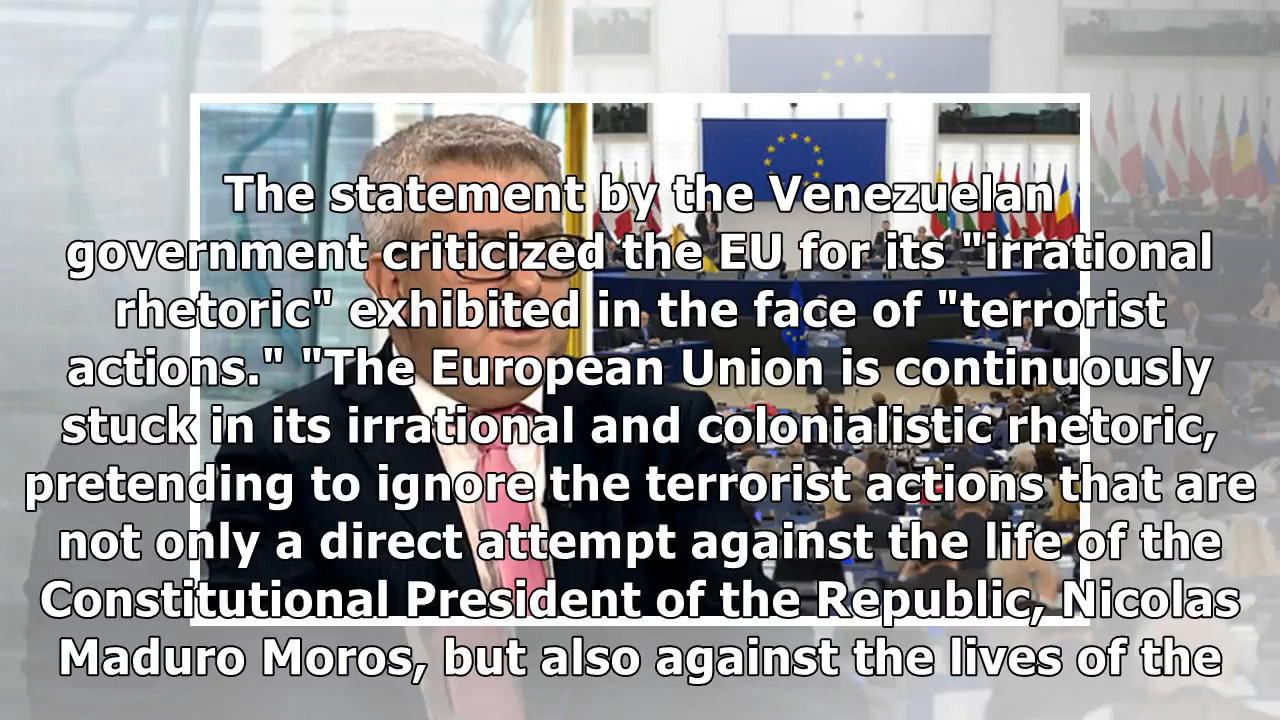 The statement by the Venezuelan
government criticized the EU for its "irrational
rhetoric" exhibited in the face of "terrorist
actions." "The European Union is continuously
stuck in its irrational and colonialistic rhetoric,
pretending to ignore the terrorist actions that are
not only a direct attempt against the life of the
Constitutional President of the Republic, Nicolas
Maduro Moros, but also against the lives of the